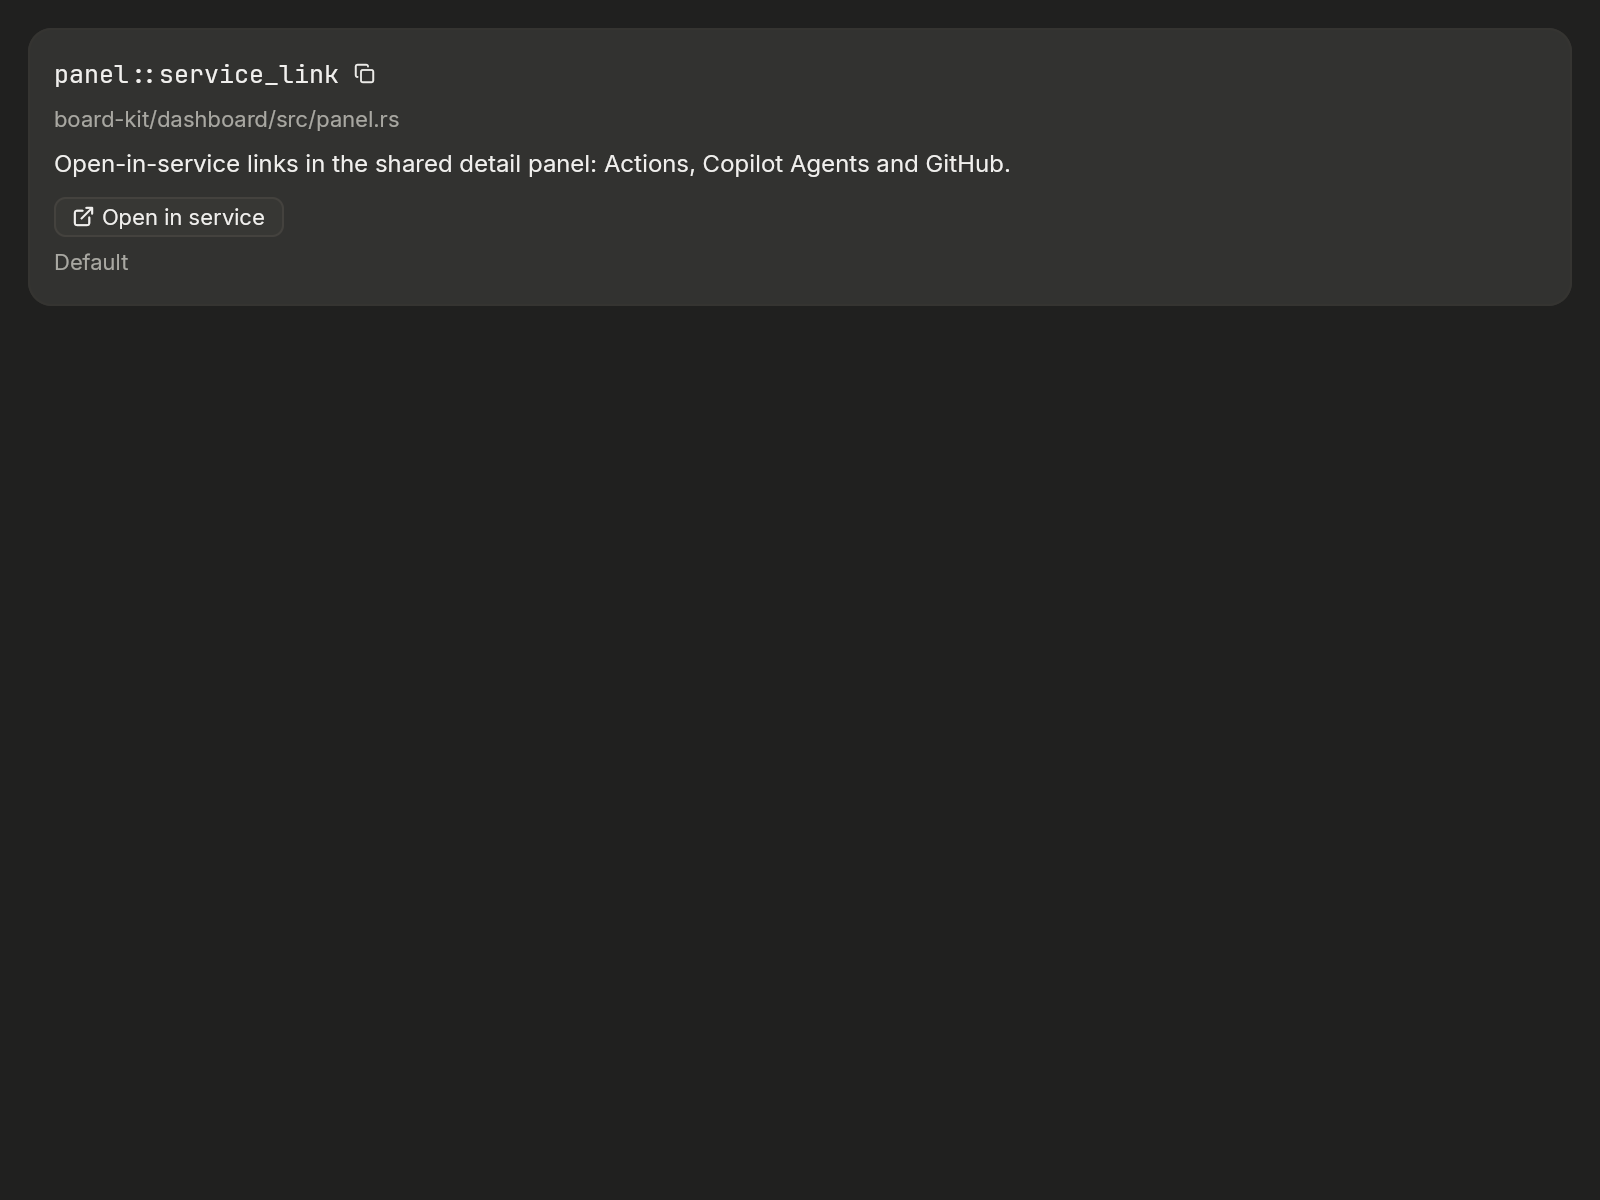 panel::service_link
board-kit/dashboard/src/panel.rs
Open-in-service links in the shared detail panel: Actions, Copilot Agents and GitHub.
Open in service
Default